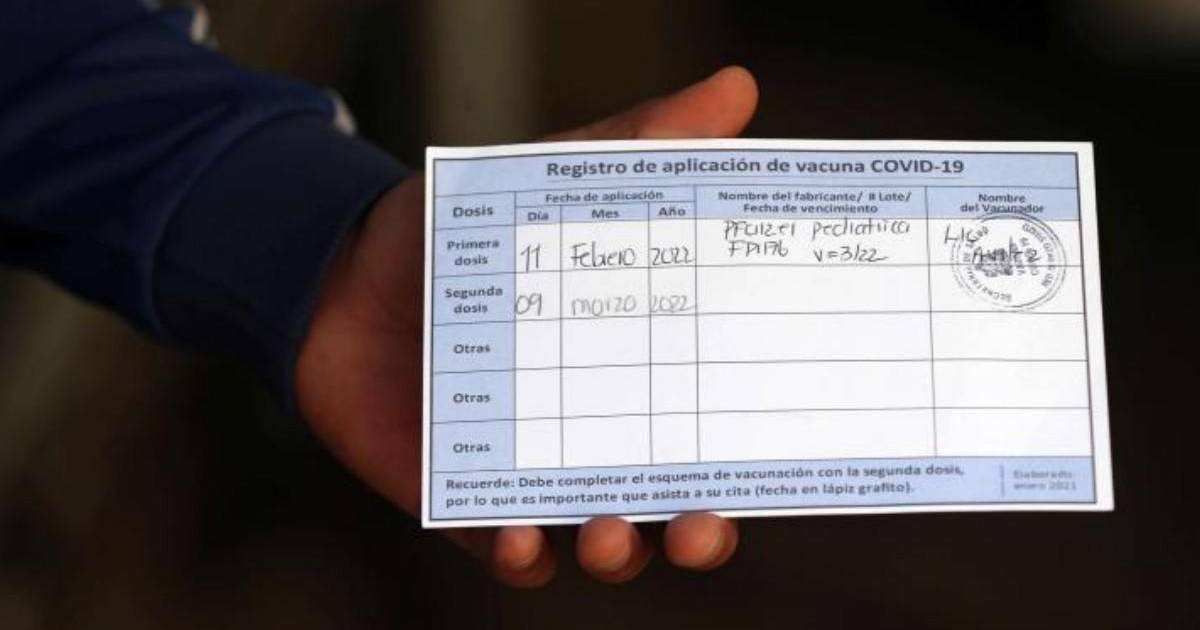 Registro de aplicación de vacuna COVID-19
Dosis
Fecha de aplicación
Día
Mes
Año
Nombre del fabricante/ # Lote/
Fecha de vencimiento
Nombre
del Vacunador
Primera
dosis
11
Febrero
2022
V=3/22
Segunda
dosis
09
marzo
2022
Otras
Otras
Otras
Recuerde: Debe completar el esquema de vacunación con la segunda dosis,
por lo que es importante que asista a su cita (fecha en lápiz grafito).
Elaborado
enero 2021